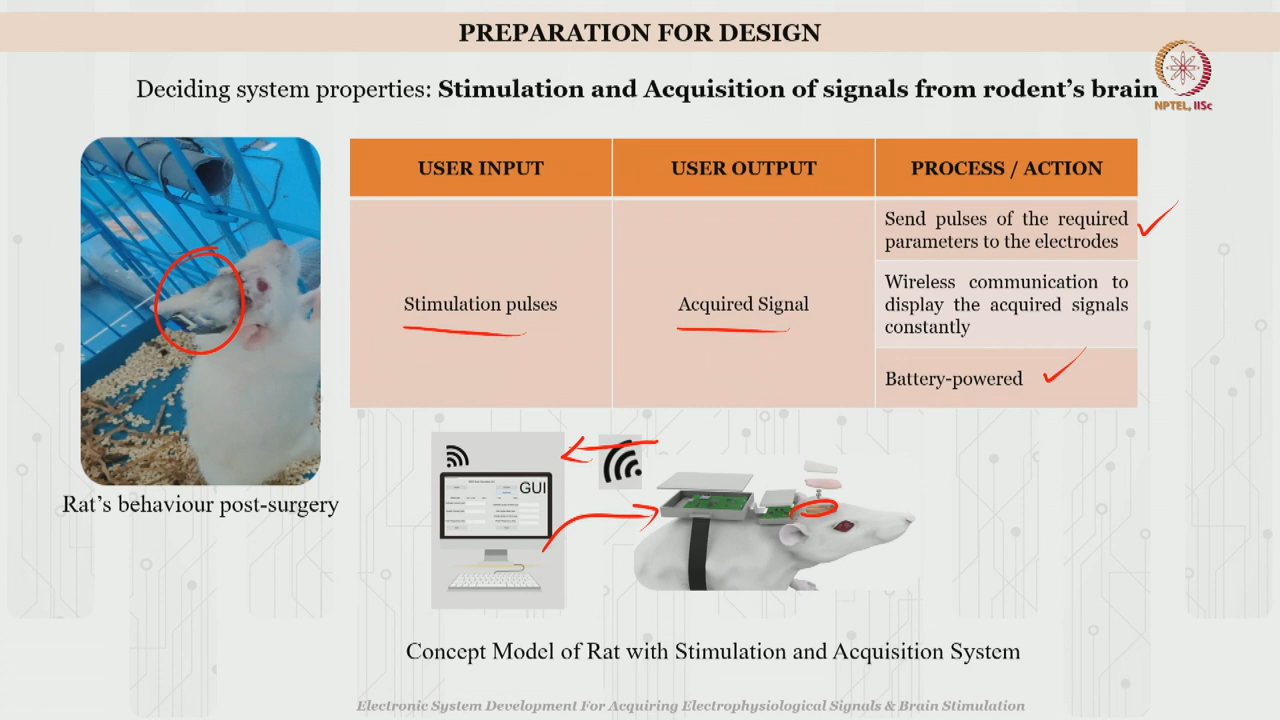 PREPARATION FOR DESIGN
Deciding system properties: Stimulation and Acquisition of signals from rodent's brain
NPTEL, IISc
USER INPUT
USER OUTPUT
PROCESS / ACTION
Stimulation pulses
Acquired Signal
Send pulses of the required
parameters to the electrodes
Wireless communication to
display the acquired signals
constantly
Battery-powered
GUI
Rat's behaviour post-surgery
Concept Model of Rat with Stimulation and Acquisition System
Electronic System Development For Acquiring Electrophysiological Signals & Brain Stimulation